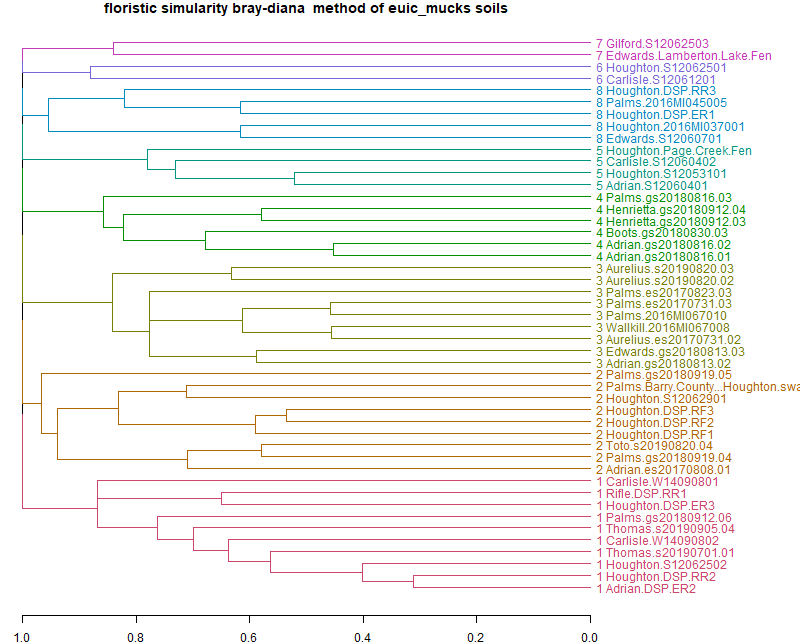 floristic simularity bray-diana method of euic_mucks soils
7 Gilford.S12062503
7 Edwards.Lamberton.Lake.Fen
6 Houghton.S12062501
6 Carlisle.S12061201
8 Houghton.DSP.RR3
8 Palms.2016MI045005
8 Houghton.DSP.ER1
8 Houghton.2016MI037001
8 Edwards.S12060701
5 Houghton.Page.Creek.Fen
5 Carlisle.S12060402
5 Houghton.S12053101
5 Adrian.S12060401
4 Palms.gs20180816.03
4 Henrietta.gs20180912.04
4 Henrietta.gs20180912.03
4 Boots.gs20180830.03
4 Adrian.gs20180816.02
4 Adrian.gs20180816.01
3 Aurelius.s20190820.03
3 Aurelius.s20190820.02
3 Palms.es20170823.03
3 Palms.es20170731.03
3 Palms.2016MI067010
3 Wallkill.2016MI067008
3 Aurelius.es20170731.02
3 Edwards.gs20180813.03
3 Adrian.gs20180813.02
2 Palms.gs20180919.05
2 Palms.Barry.County...Houghton.swa
2 Houghton.S12062901
2 Houghton.DSP.RF3
2 Houghton.DSP.RF2
2 Houghton.DSP.RF1
2 Toto.s20190820.04
2 Palms.gs20180919.04
2 Adrian.es20170808.01
1 Carlisle.W14090801
1 Rifle.DSP.RR1
1 Houghton.DSP.ER3
1 Palms.gs20180912.06
1 Thomas.s20190905.04
1 Carlisle.W14090802
1 Thomas.s20190701.01
1 Houghton.S12062502
1 Houghton.DSP.RR2
1 Adrian.DSP.ER2
1.0 0.8 0.6 0.4 0.2 0.0